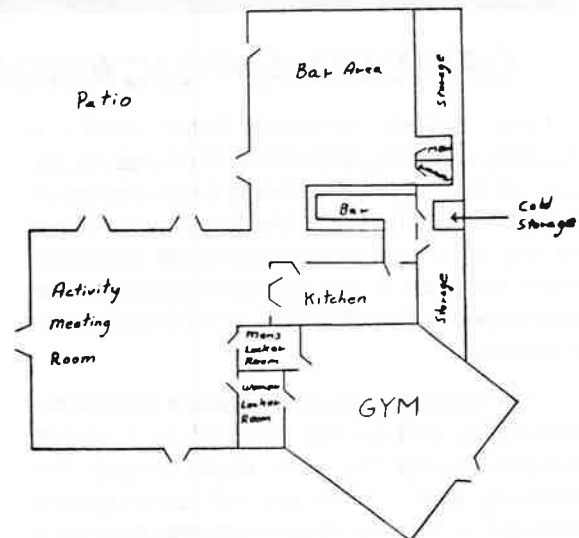 Bar Area
Storage
Patio
Men
Bar
Cold
Storage
Activity
Meeting
Room
Kitchen
Storage
Mens
Locker
Room
Women
Locker
Room
GYM